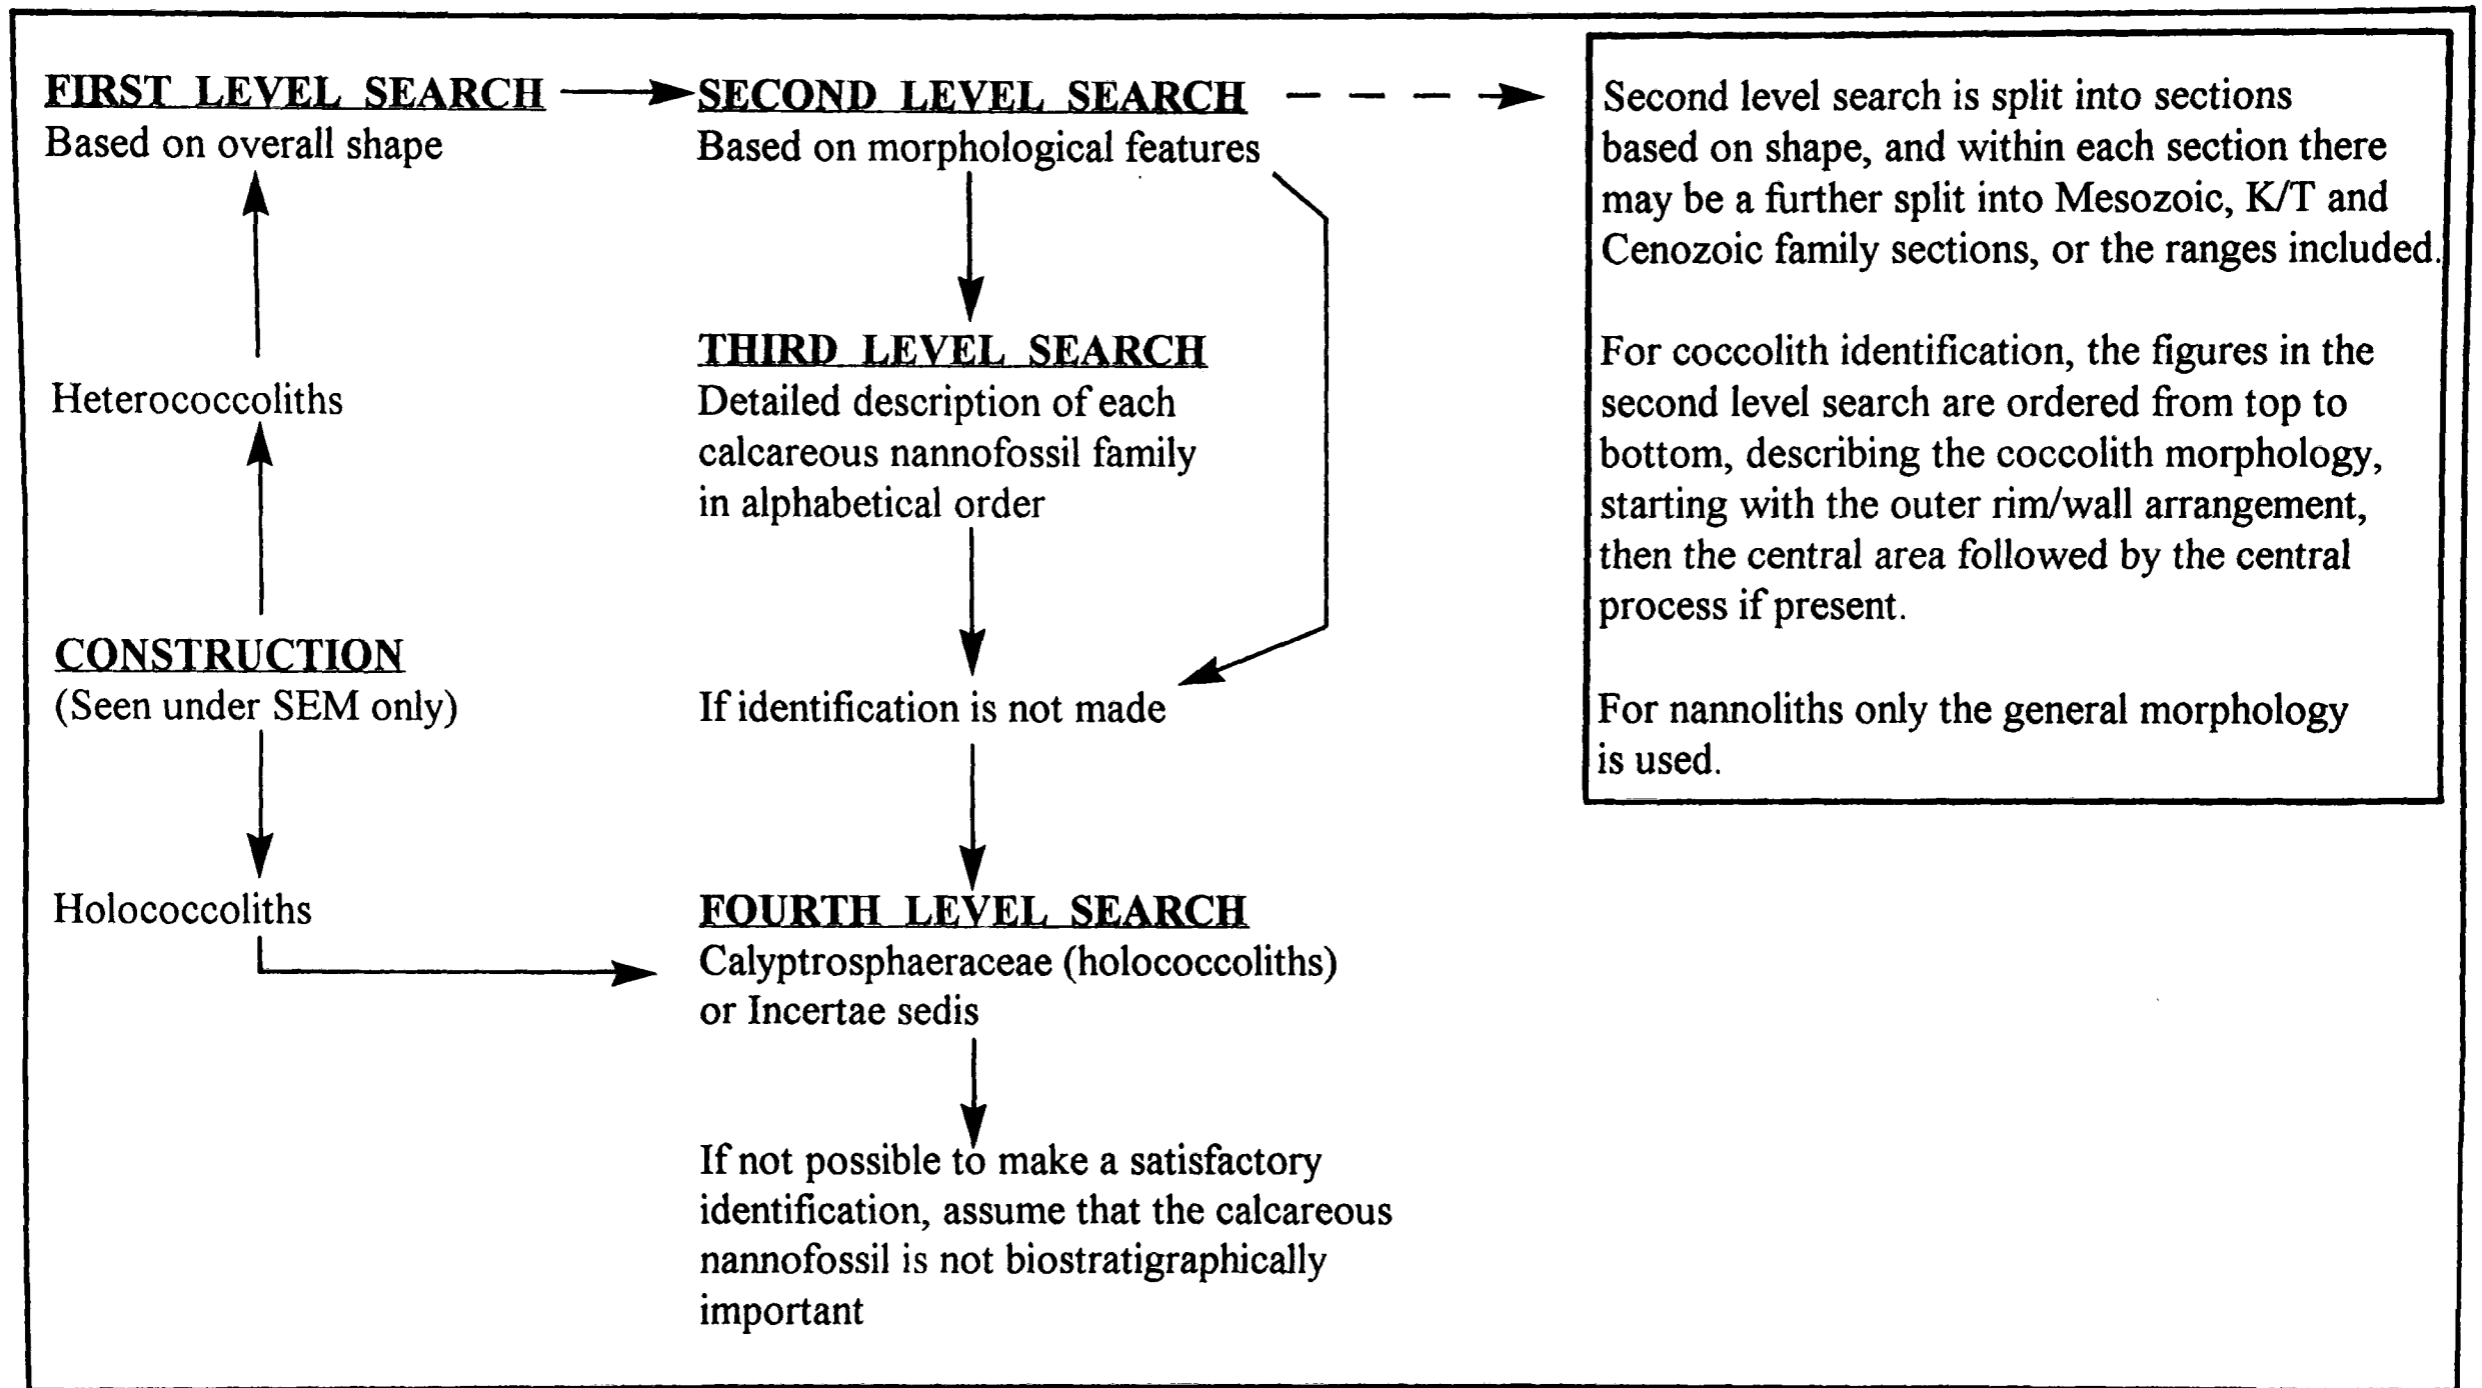 FIRST LEVEL SEARCH
Based on overall shape
Heterococcoliths
CONSTRUCTION
(Seen under SEM only)
Holococcoliths
SECOND LEVEL SEARCH
Based on morphological features
THIRD LEVEL SEARCH
Detailed description of each
calcareous nannofossil family
in alphabetical order
If identification is not made
FOURTH LEVEL SEARCH
Calyptrosphaeraceae (holococcoliths)
or Incertae sedis
If not possible to make a satisfactory
identification, assume that the calcareous
nannofossil is not biostratigraphically
important
Second level search is split into sections
based on shape, and within each section there
may be a further split into Mesozoic, K/T and
Cenozoic family sections, or the ranges included.
For coccolith identification, the figures in the
second level search are ordered from top to
bottom, describing the coccolith morphology,
starting with the outer rim/wall arrangement,
then the central area followed by the central
process if present.
For nannoliths only the general morphology
is used.